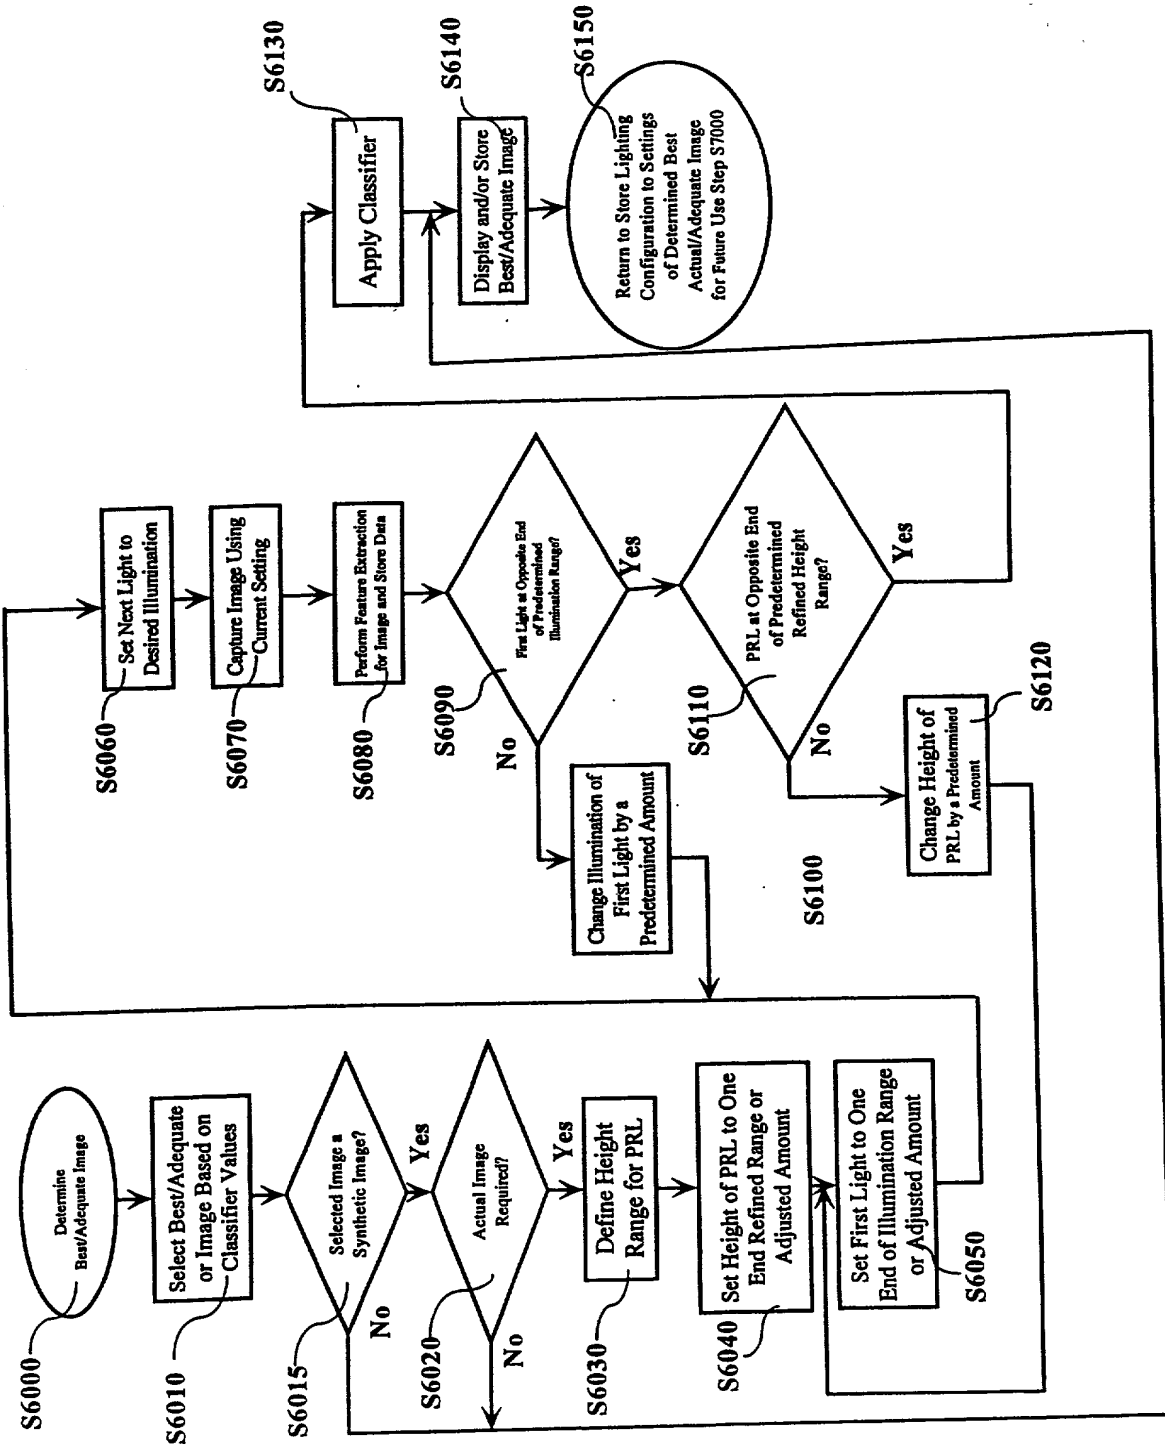 S6000
Determine
Best/Adequate Image
S6010
Select Best/Adequate
or Image Based on
Classifier Values
S6015
Selected Image a
Synthetic Image?
No
Yes
S6020
Actual Image
Required?
No
Yes
S6030
Define Height
Range for PRL
S6040
Set Height of PRL to One
End Refined Range or
Adjusted Amount
Set First Light to One
End of Illumination Range
or Adjusted Amount
S6050
S6060
Set Next Light to
Desired Illumination
S6070
Capture Image Using
Current Setting
S6080
Perform Feature Extraction
for Image and Store Data
S6090
First Light at Opposite End
of Predetermined
Illumination Range?
No
Yes
Change Illumination of
First Light by a
Predetermined Amount
S6100
S6110
PRL at Opposite End
of Predetermined
Refined Height
Range?
No
Yes
Change Height of
PRL by a Predetermined
Amount
S6120
S6130
Apply Classifier
S6140
Display and/or Store
Best/Adequate Image
S6150
Return to Store Lighting
Configuration to Settings
of Determined Best
Actual/Adequate Image
for Future Use Step S7000